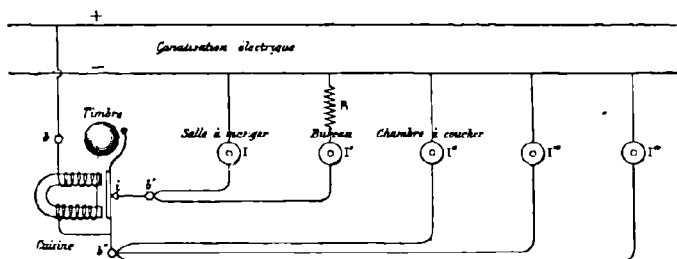 +
Canalisation électrique
−
Timbre
R
b
Salle à manger
Bureau
Chambre à coucher
I
I'
I"
I'''
I''''
i
b'
Cuisine
b"